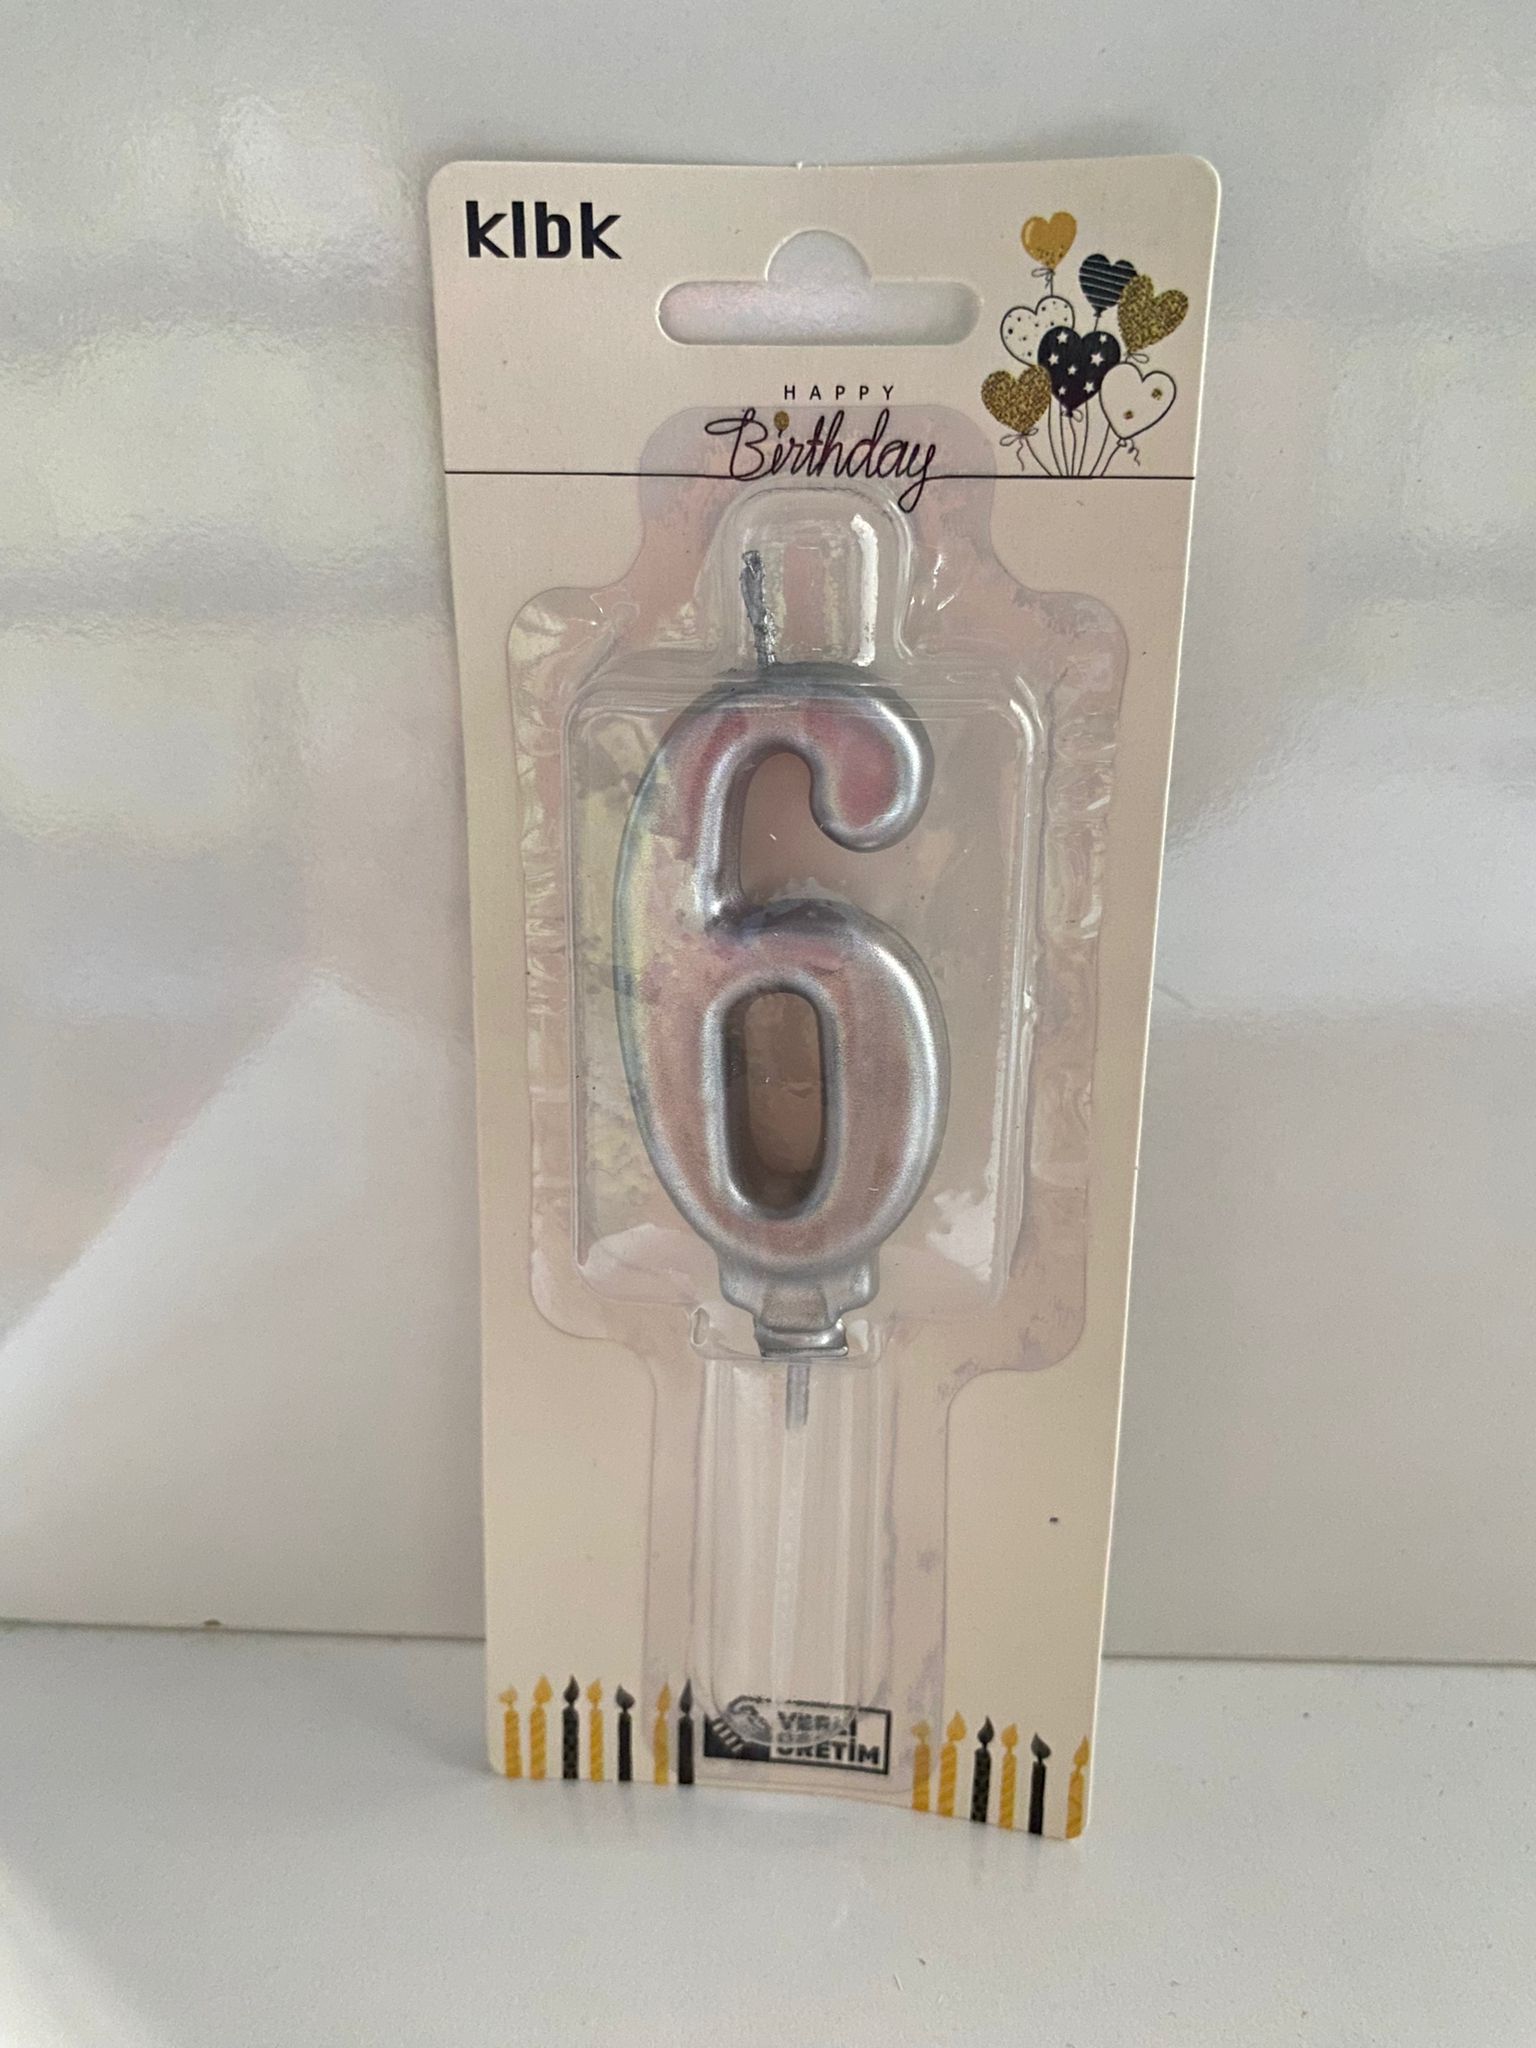 klbk
HAPPY
Birthday
6
YERLİ
ÜRETİM